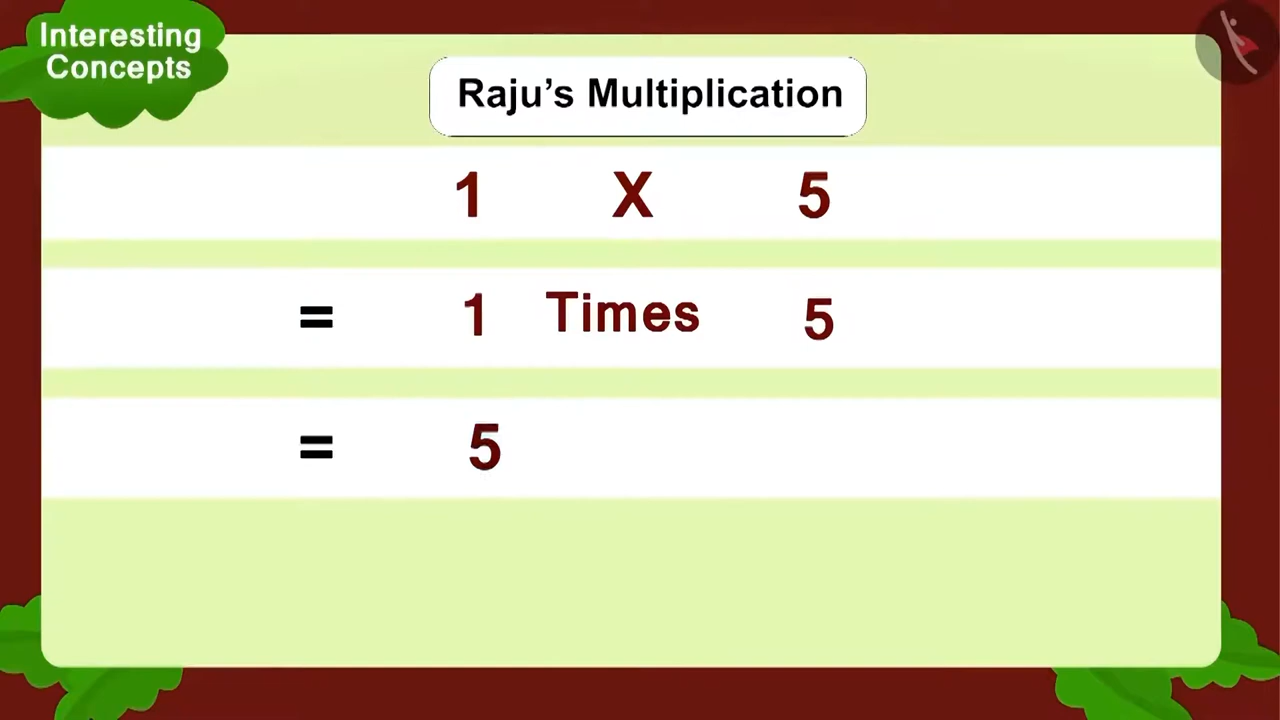 Interesting
Concepts
Raju's Multiplication
1 X 5
= 1 Times 5
= 5